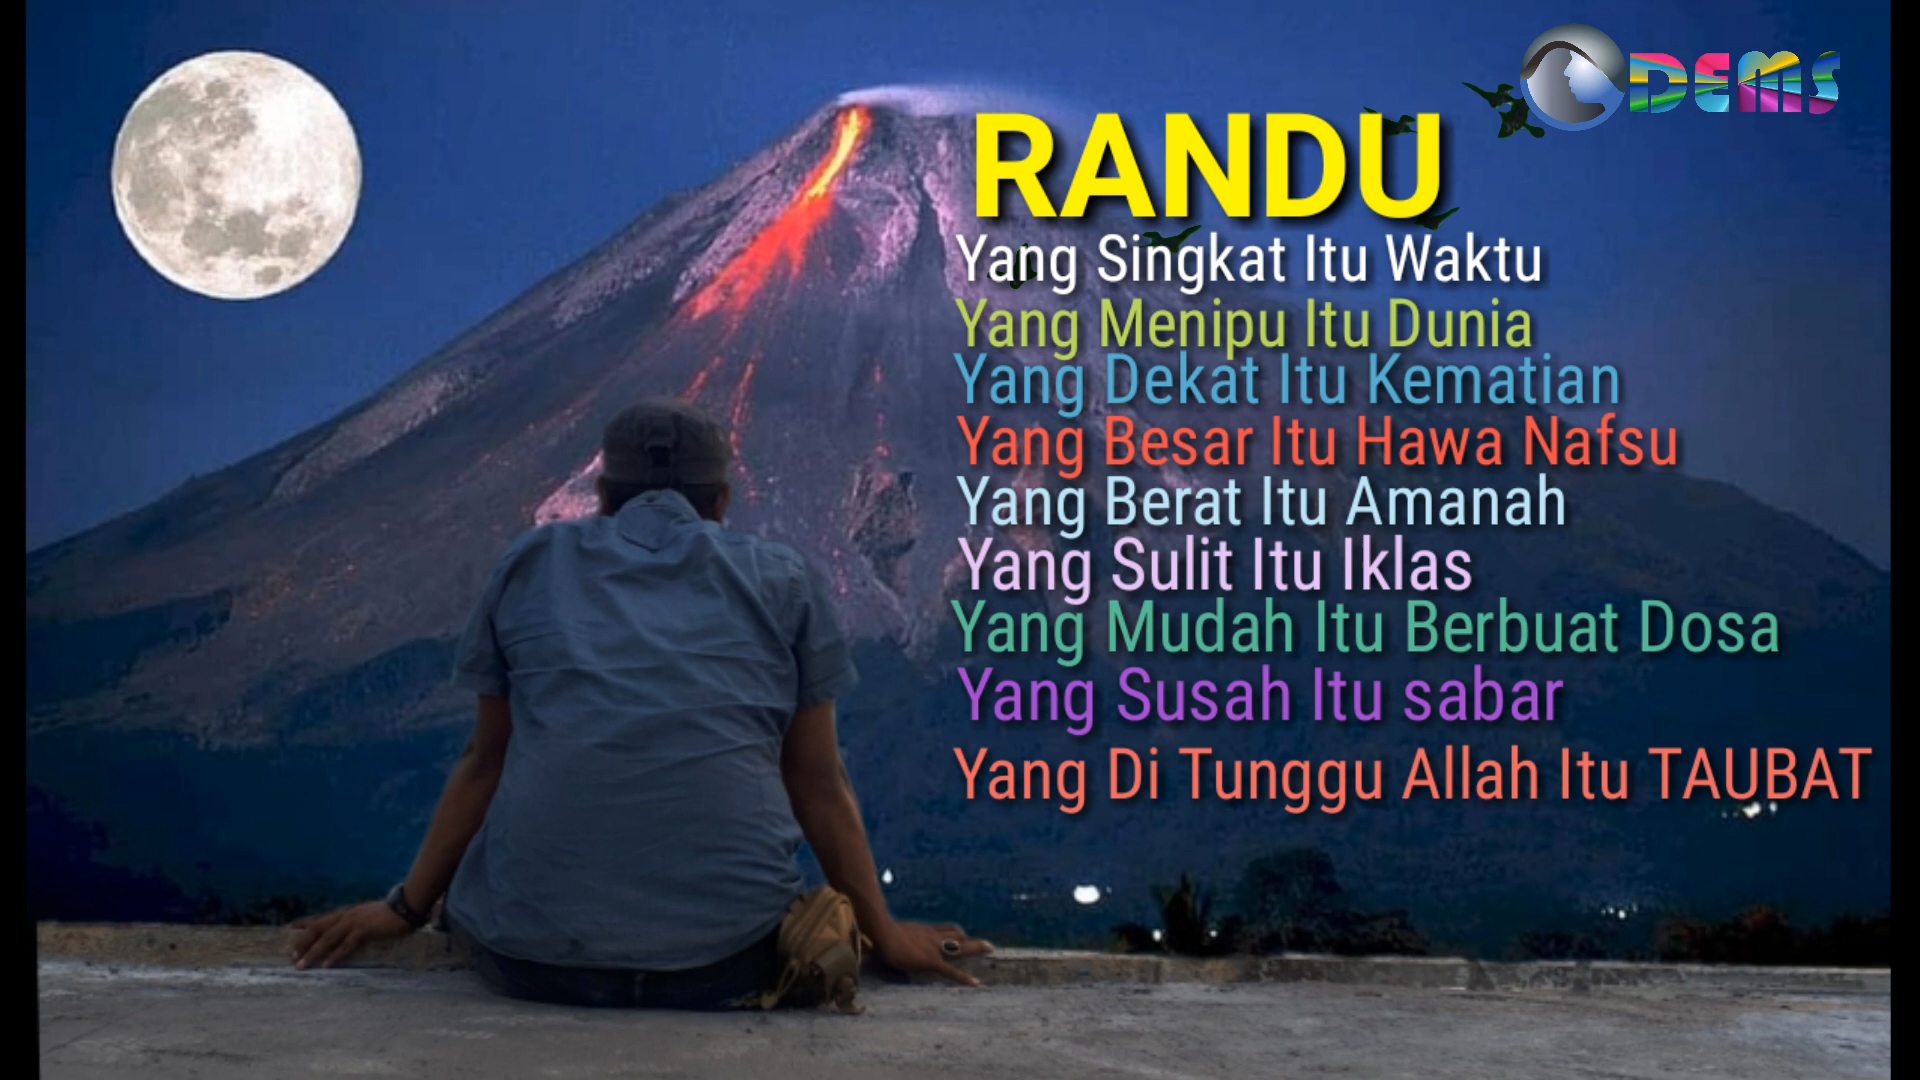 DEMS
RANDU
Yang Singkat Itu Waktu
Yang Menipu Itu Dunia
Yang Dekat Itu Kematian
Yang Besar Itu Hawa Nafsu
Yang Berat Itu Amanah
Yang Sulit Itu Iklas
Yang Mudah Itu Berbuat Dosa
Yang Susah Itu sabar
Yang Di Tunggu Allah Itu TAUBAT